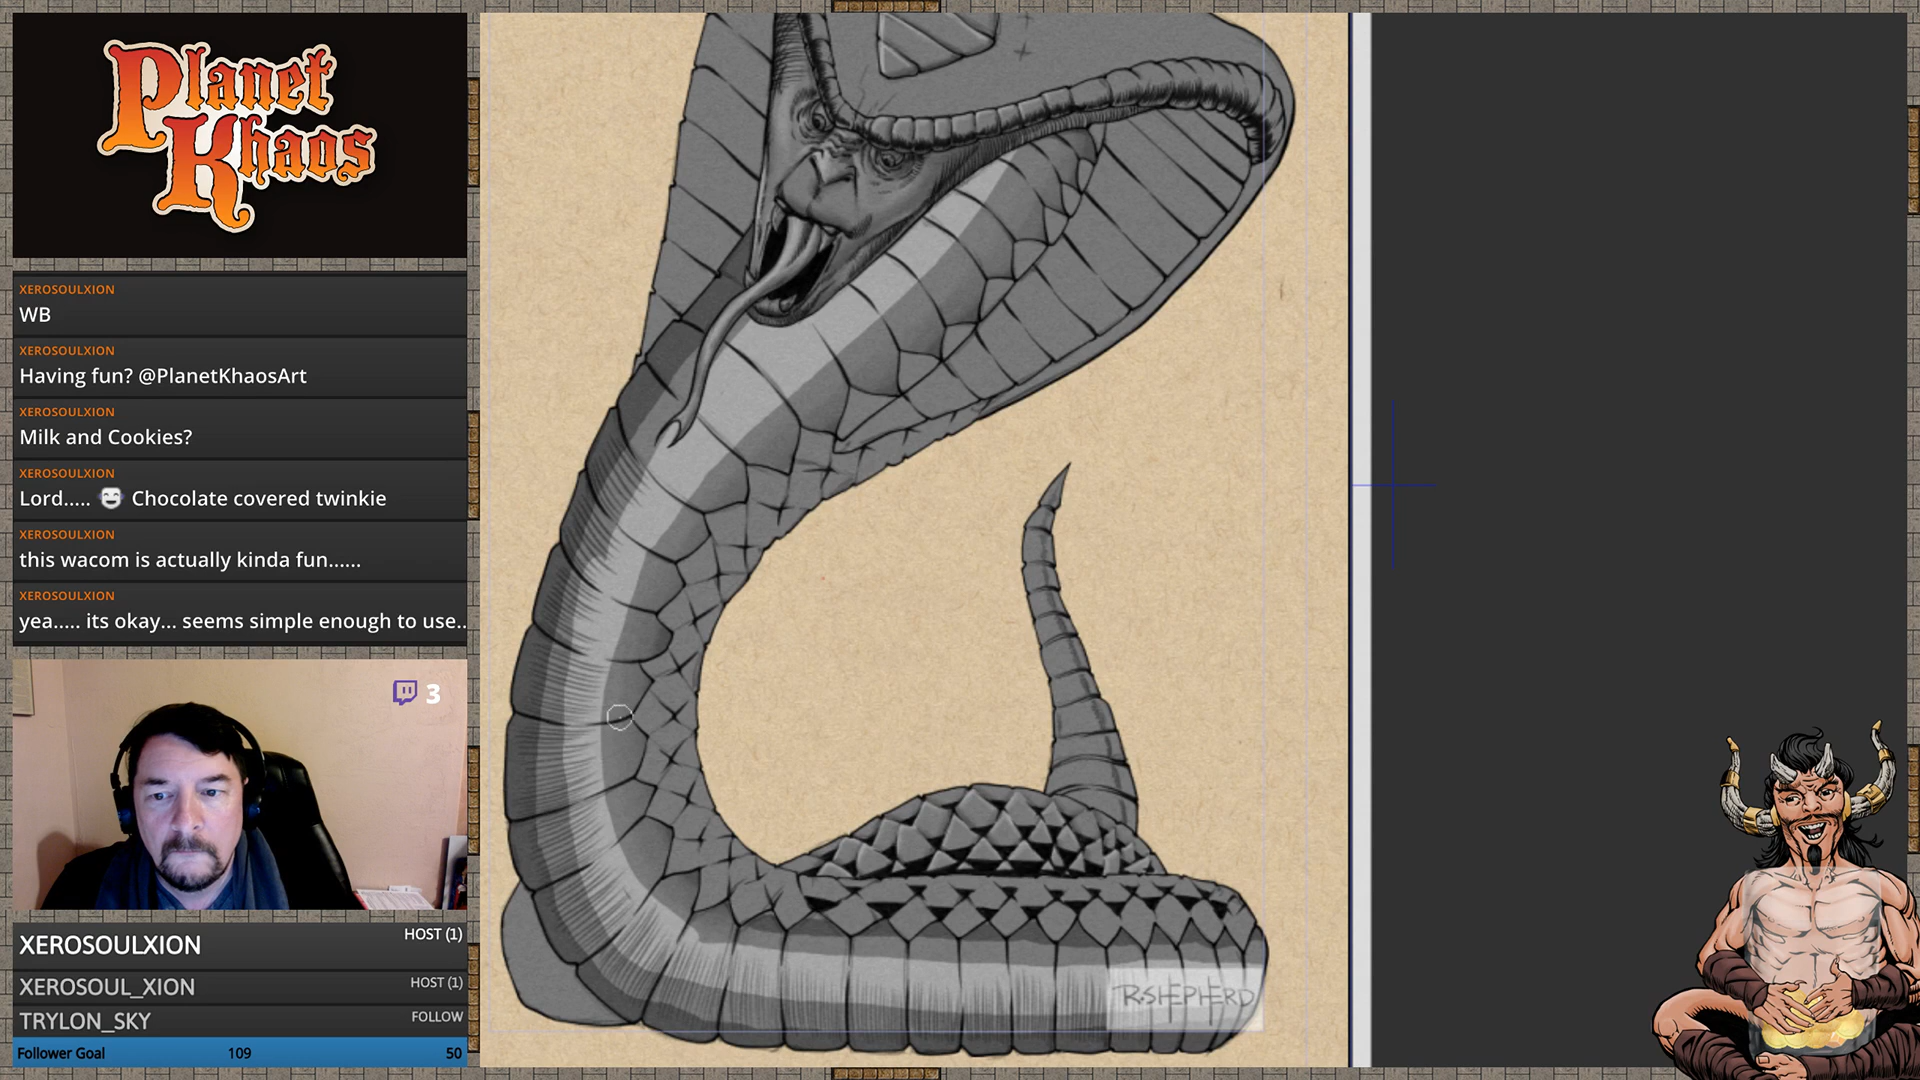 Planet
Khaos
XEROSOULXION
WB
XEROSOULXION
Having fun? @PlanetKhaosArt
XEROSOULXION
Milk and Cookies?
XEROSOULXION
Lord..... Chocolate covered twinkie
XEROSOULXION
this wacom is actually kinda fun......
XEROSOULXION
yea..... its okay... seems simple enough to use..
3
XEROSOULXION HOST (1)
XEROSOUL_XION HOST (1)
TRYLON_SKY FOLLOW
Follower Goal 109 50
R.SHEPHERD